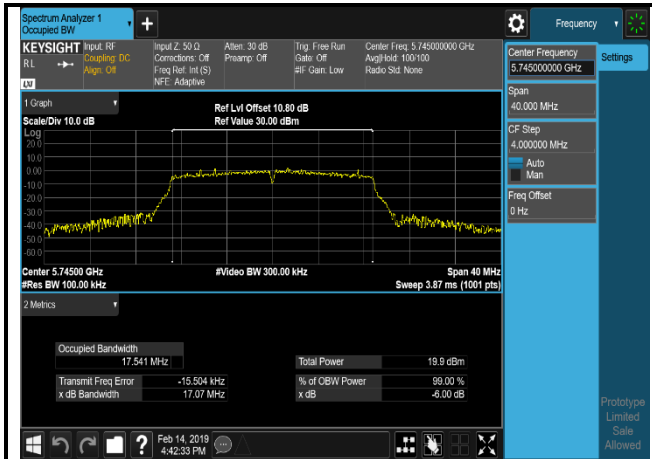 Spectrum Analyzer 1
Occupied BW
Frequency
KEYSIGHT
Input: RF
Coupling: DC
Align: Off
Input Z: 50 Ω
Corrections: Off
Freq Ref: Int (S)
NFE: Adaptive
Atten: 30 dB
Preamp: Off
Trig: Free Run
Gate: Off
#IF Gain: Low
Center Freq: 5.745000000 GHz
Avg|Hold: 100/100
Radio Std: None
R L
LXI
Center Frequency
5.745000000 GHz
Settings
Span
40.000 MHz
CF Step
4.000000 MHz
Auto
Man
Freq Offset
0 Hz
1 Graph
Scale/Div 10.0 dB
Ref Lvl Offset 10.80 dB
Ref Value 30.00 dBm
Log
20.0
10.0
0.00
-10.0
-20.0
-30.0
-40.0
-50.0
-60.0
Center 5.74500 GHz
#Video BW 300.00 kHz
Span 40 MHz
#Res BW 100.00 kHz
Sweep 3.87 ms (1001 pts)
2 Metrics
Occupied Bandwidth
17.541 MHz
Total Power 19.9 dBm
Transmit Freq Error -15.504 kHz
% of OBW Power 99.00 %
x dB Bandwidth 17.07 MHz
x dB -6.00 dB
Feb 14, 2019
4:42:33 PM
Prototype
Limited
Sale
Allowed